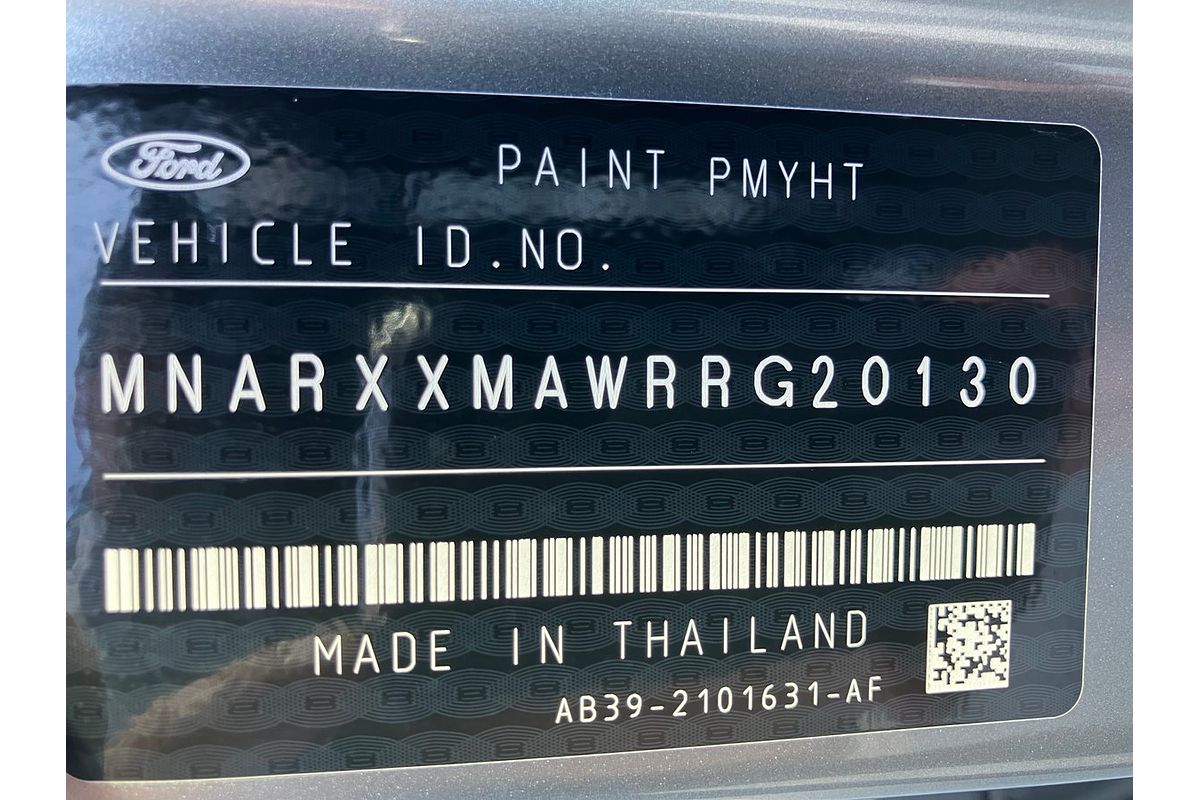 Ford PAINT PMYHT
VEHICLE ID.NO.
MNARXXMAWRRG20130
MADE IN THAILAND
AB39-2101631-AF